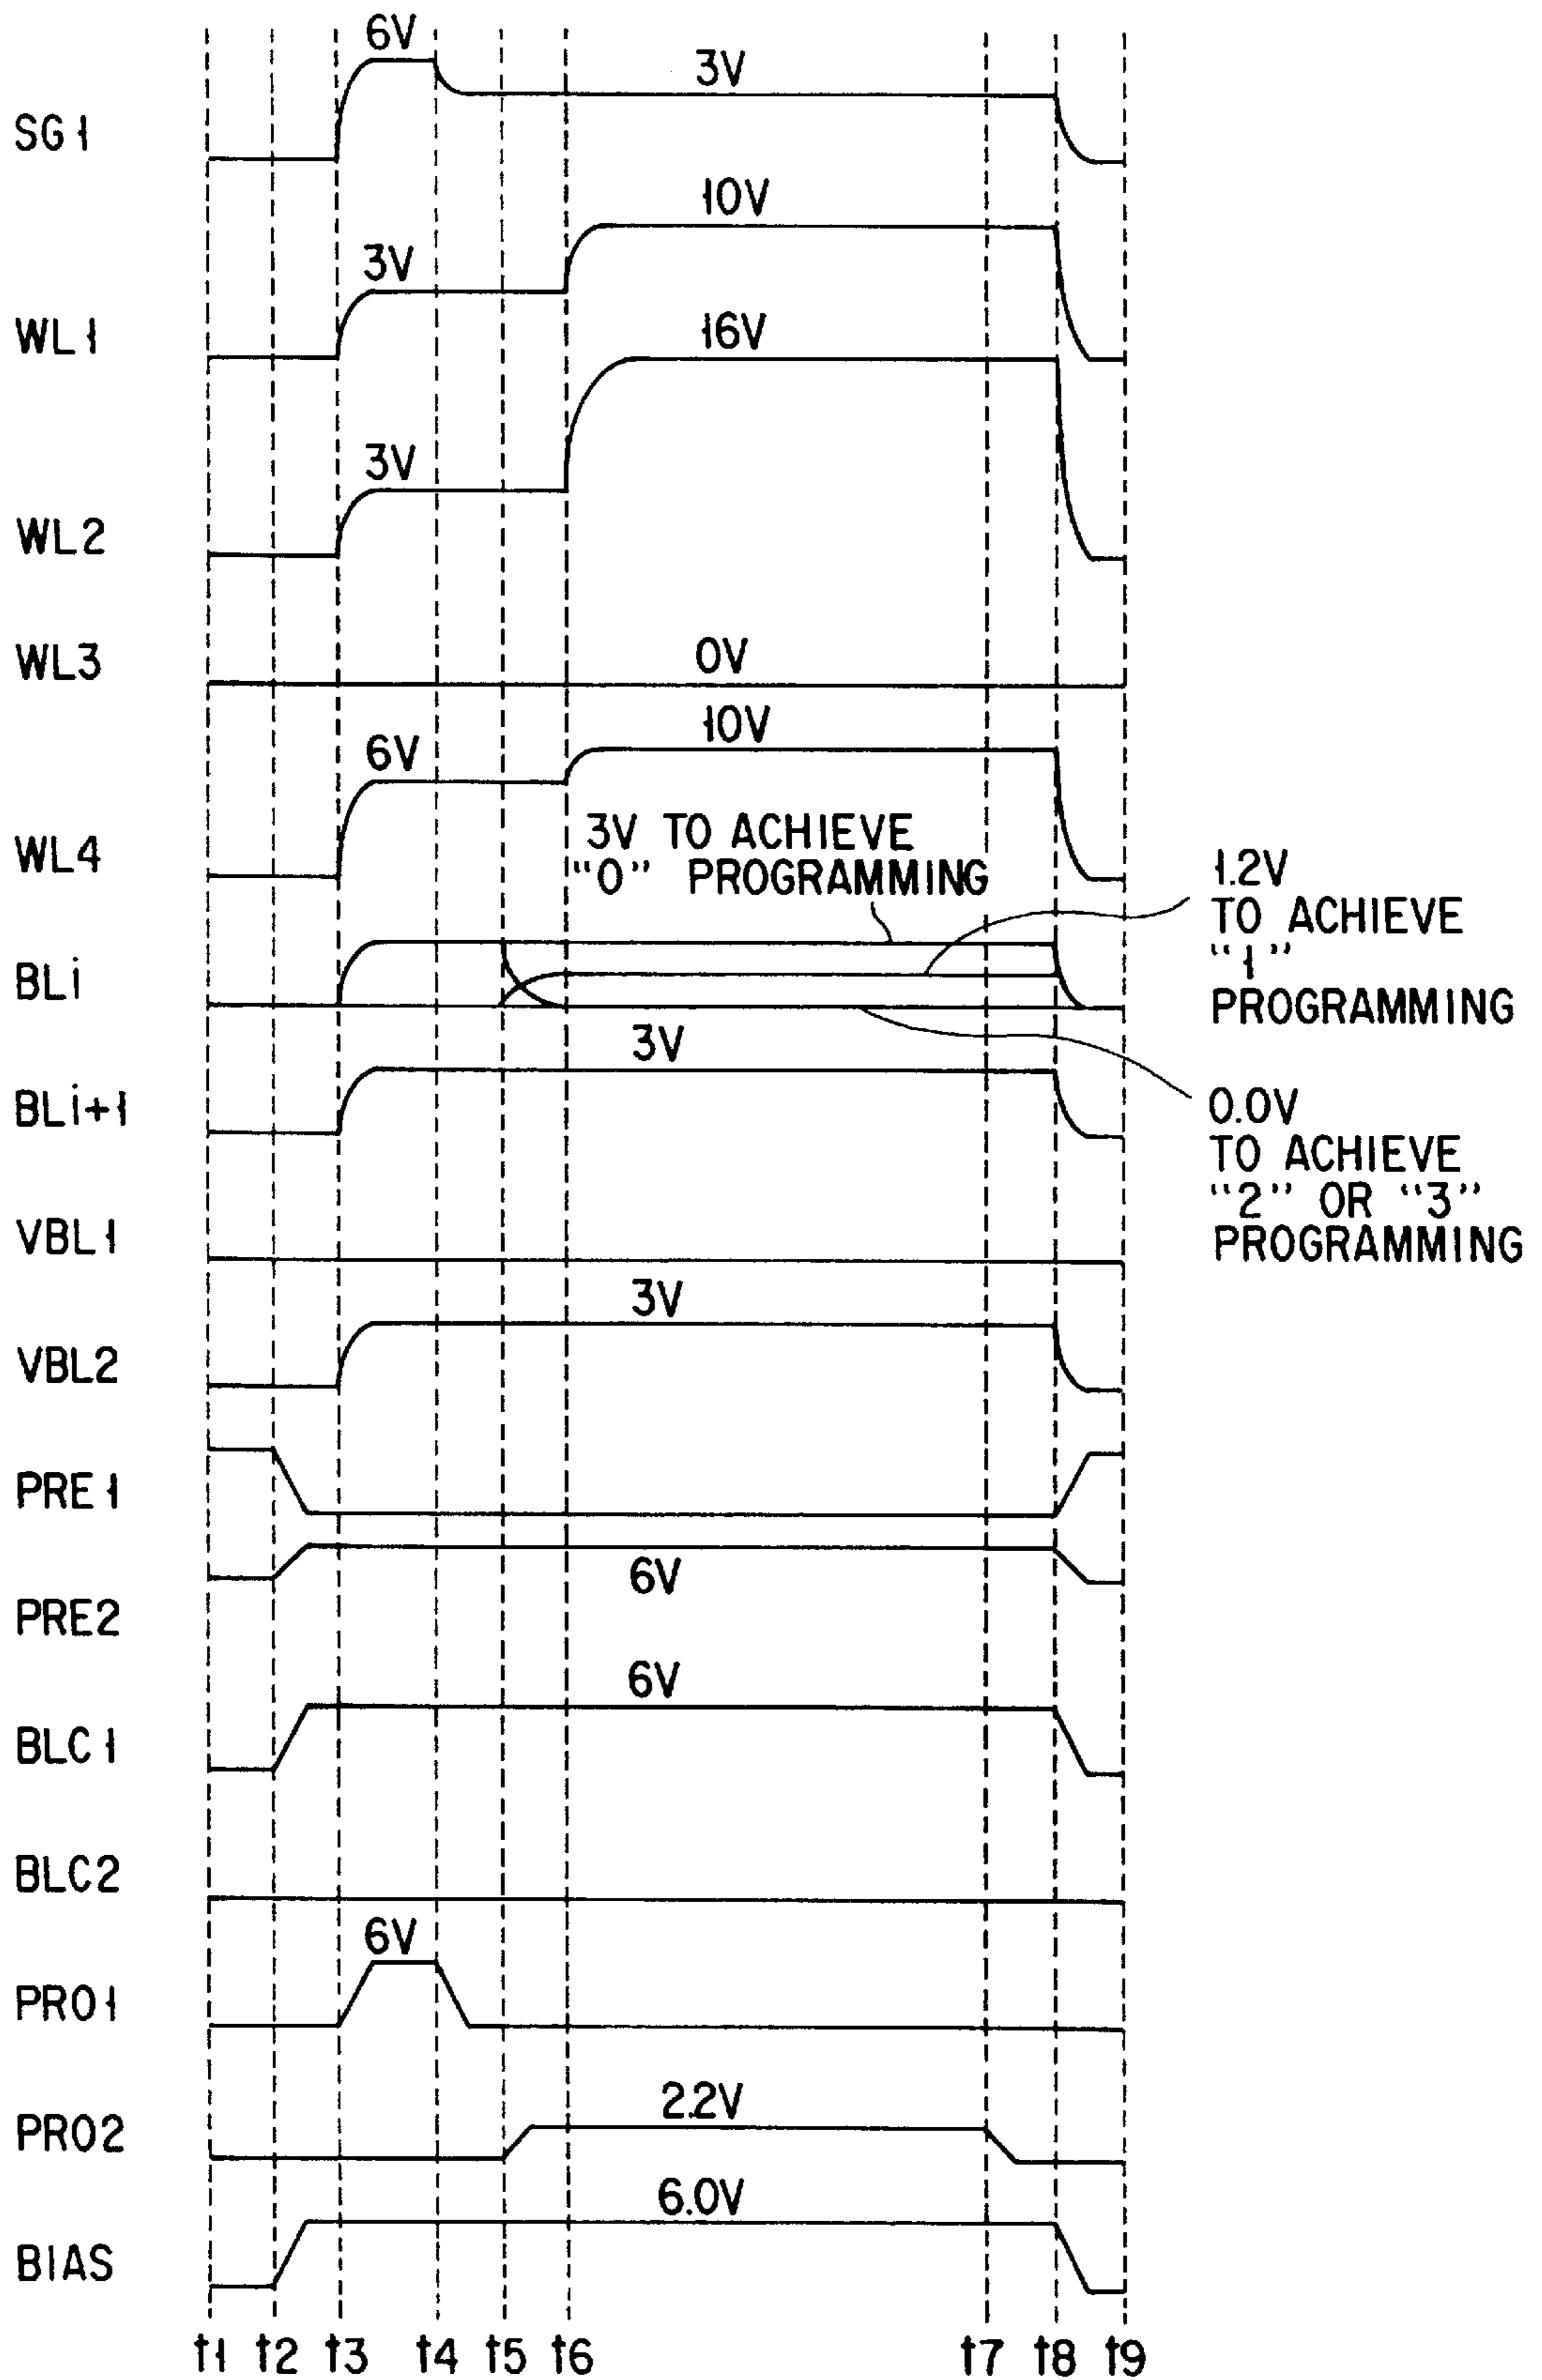 6V
3V
SG1
10V
3V
WL1
16V
3V
WL2
WL3
0V
10V
6V
WL4
3V TO ACHIEVE
“0” PROGRAMMING
1.2V
TO ACHIEVE
“1”
PROGRAMMING
BLi
3V
BLi+1
0.0V
TO ACHIEVE
“2” OR “3”
PROGRAMMING
VBL1
3V
VBL2
PRE1
6V
PRE2
6V
BLC1
BLC2
6V
PRO1
2.2V
PRO2
6.0V
BIAS
t1 t2 t3 t4 t5 t6 t7 t8 t9